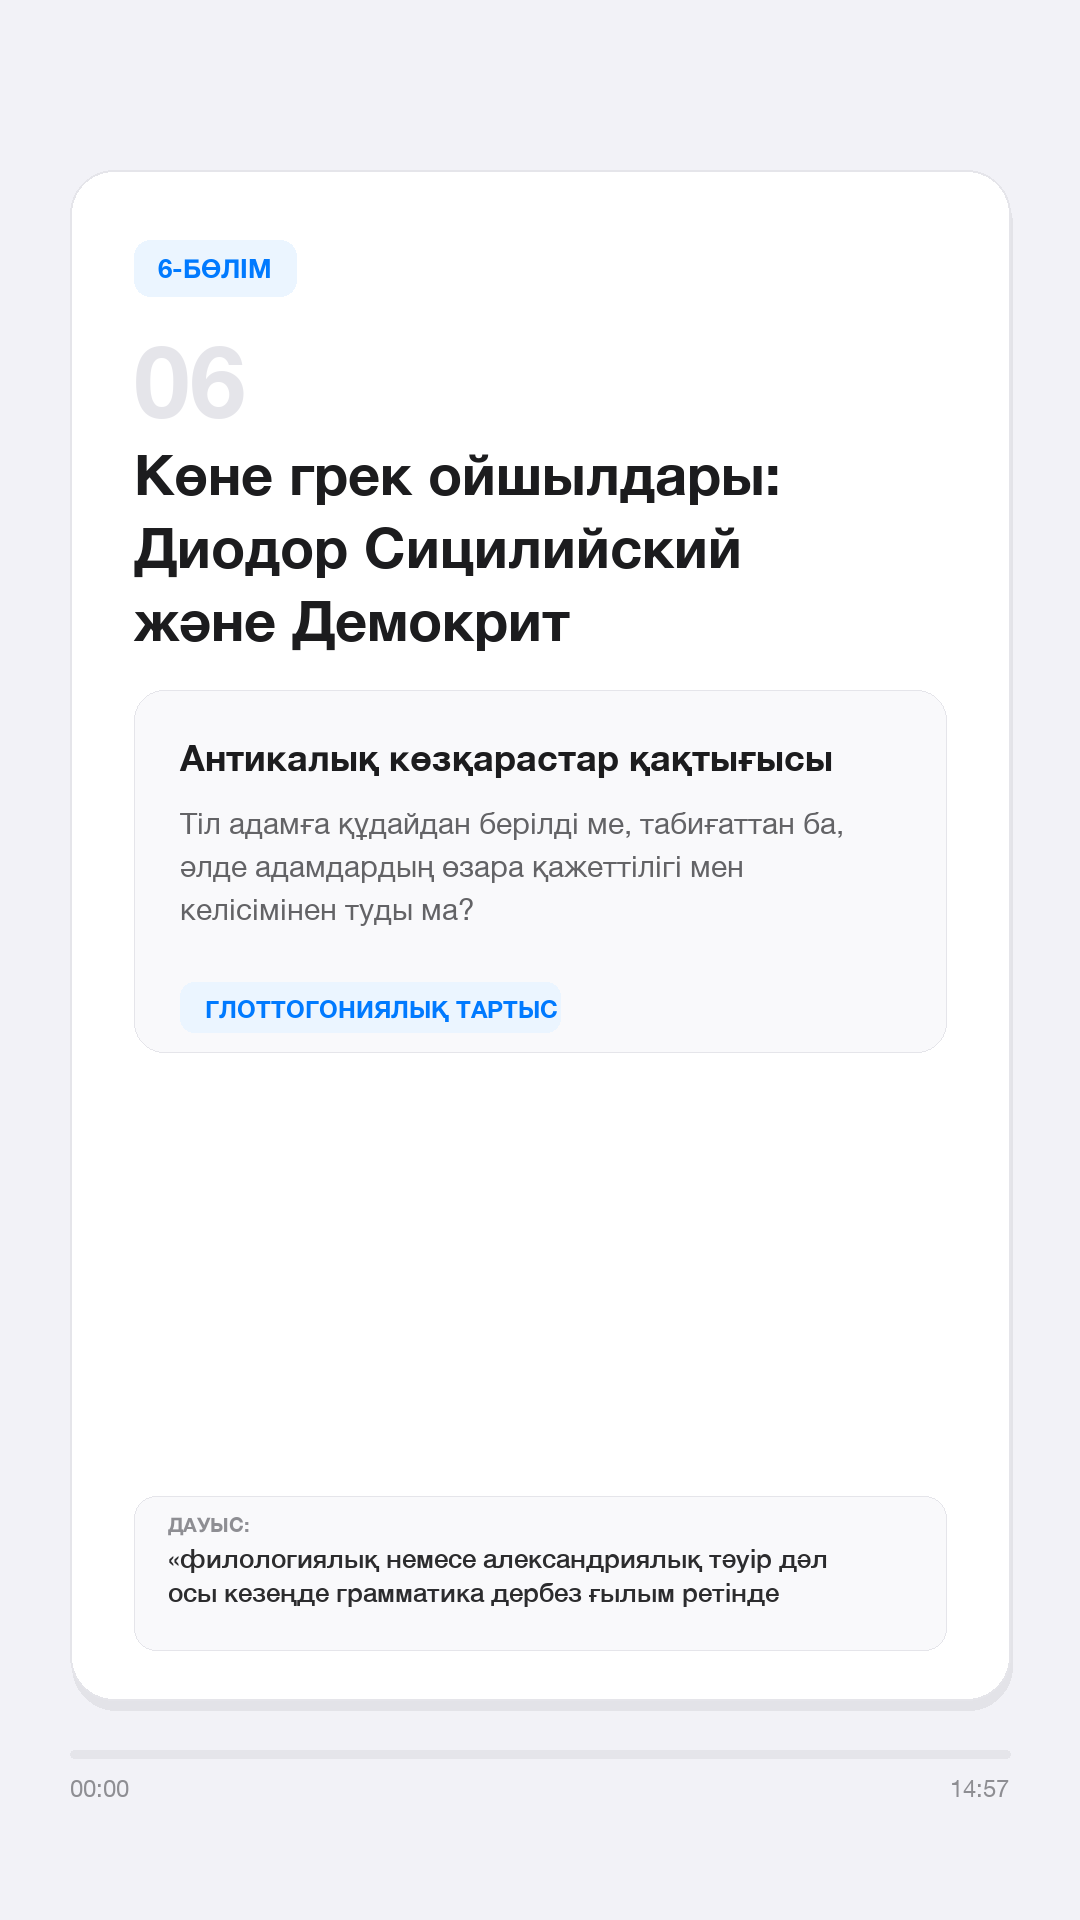 6-БӨЛІМ
06
Көне грек ойшылдары:
Диодор Сицилийский
және Демокрит
Антикалық көзқарастар қақтығысы
Тіл адамға құдайдан берілді ме, табиғаттан ба,
әлде адамдардың өзара қажеттілігі мен
келісімінен туды ма?
ГЛОТТОГОНИЯЛЫҚ ТАРТЫС
ДАУЫС:
«филологиялық немесе александриялық тәуір дәл
осы кезеңде грамматика дербез ғылым ретінде
00:00
14:57